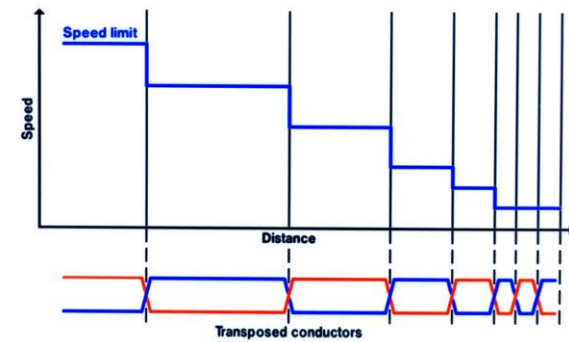 Speed limit
Speed
Distance
Transposed conductors